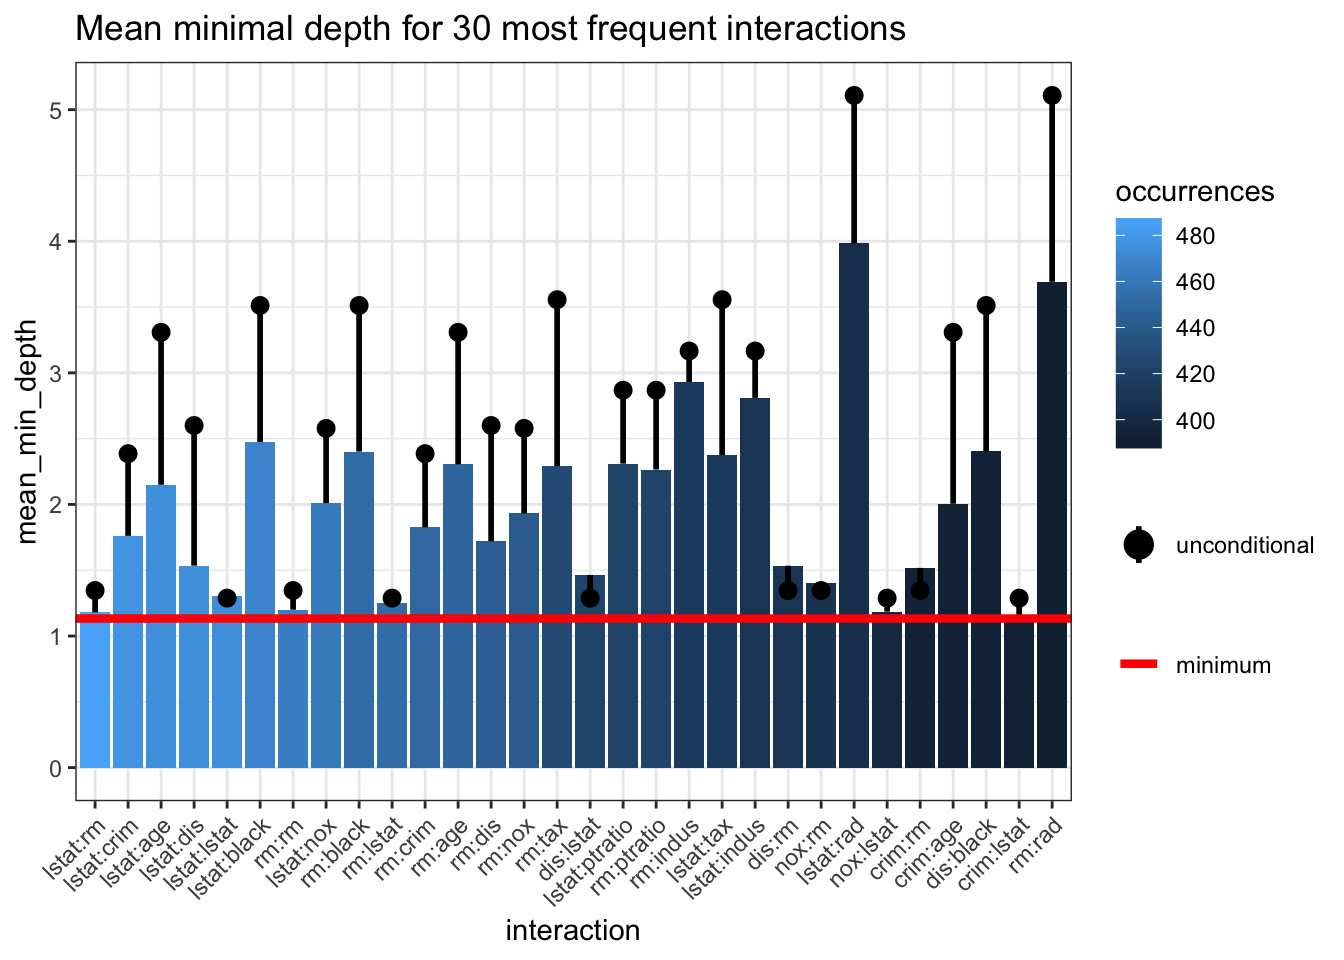 Mean minimal depth for 30 most frequent interactions
mean_min_depth
5
4
3
2
1
0
lstat:rm
lstat:crim
lstat:age
lstat:dis
lstat:lstat
lstat:black
rm:rm
lstat:nox
rm:black
rm:lstat
rm:crim
rm:age
rm:dis
rm:nox
rm:tax
dis:lstat
lstat:ptratio
rm:ptratio
rm:indus
lstat:tax
lstat:indus
dis:rm
nox:rm
lstat:rad
nox:lstat
crim:rm
crim:age
dis:black
crim:lstat
rm:rad
interaction
occurrences
480
460
440
420
400
unconditional
minimum